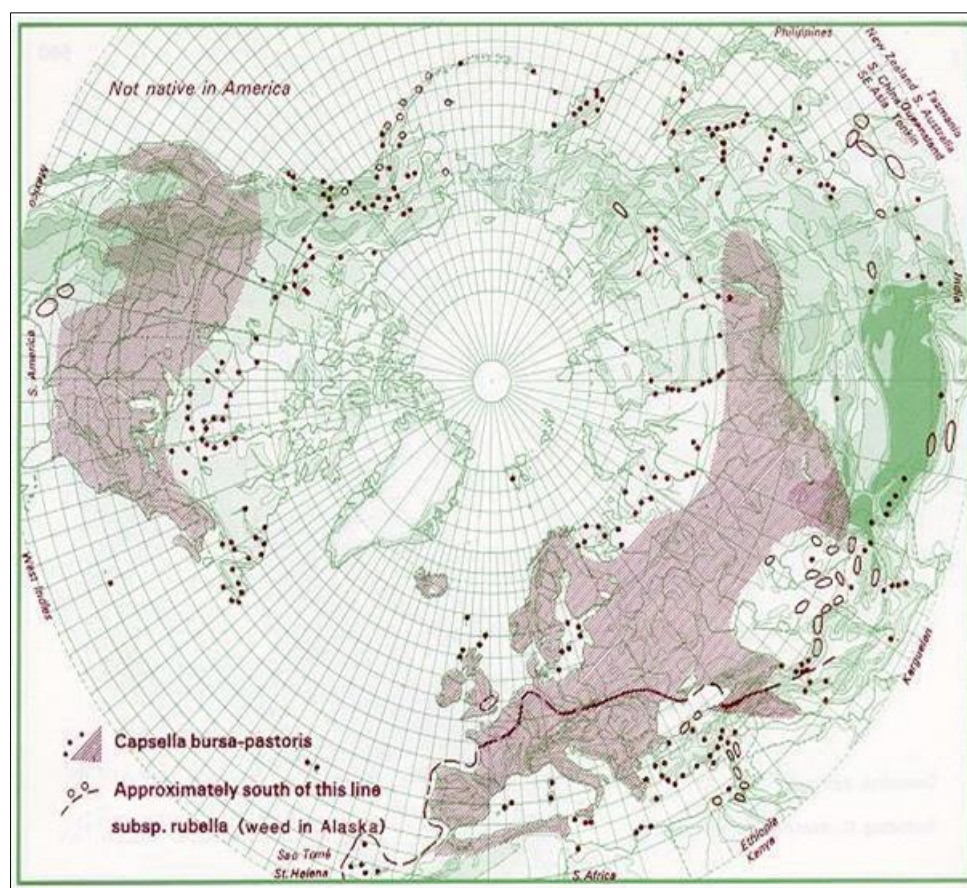 Philippines
New Zealand S. Australia
Tasmania
S. China Queensland
SE. Asia Tonkin
Not native in America
Mexico
India
S. America
West Indies
Kerguelen
Capsella bursa-pastoris
Approximately south of this line
subsp. rubella (weed in Alaska)
Sao Tomé
St. Helena
S. Africa
Ethiopia
Kenya